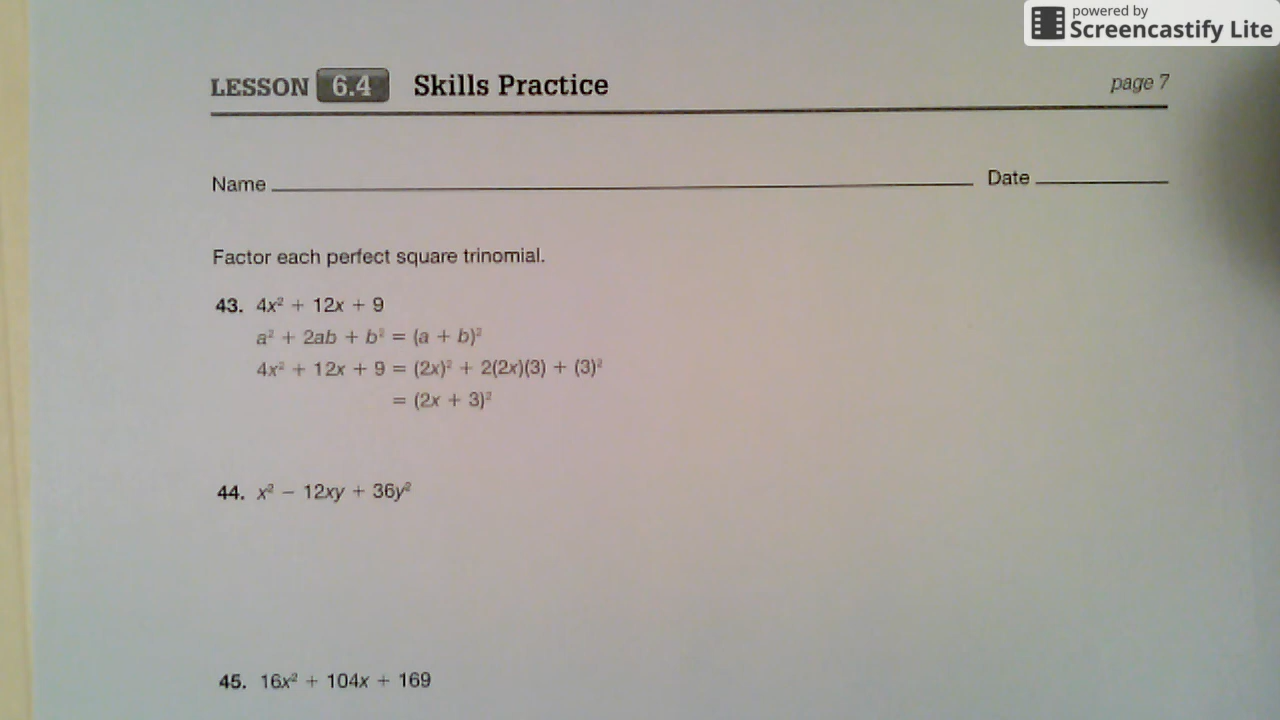 powered by
Screencastify Lite
LESSON 6.4 Skills Practice page 7
Name Date
Factor each perfect square trinomial.
43. 4x² + 12x + 9
a² + 2ab + b² = (a + b)²
4x² + 12x + 9 = (2x)² + 2(2x)(3) + (3)²
= (2x + 3)²
44. x² − 12xy + 36y²
45. 16x² + 104x + 169